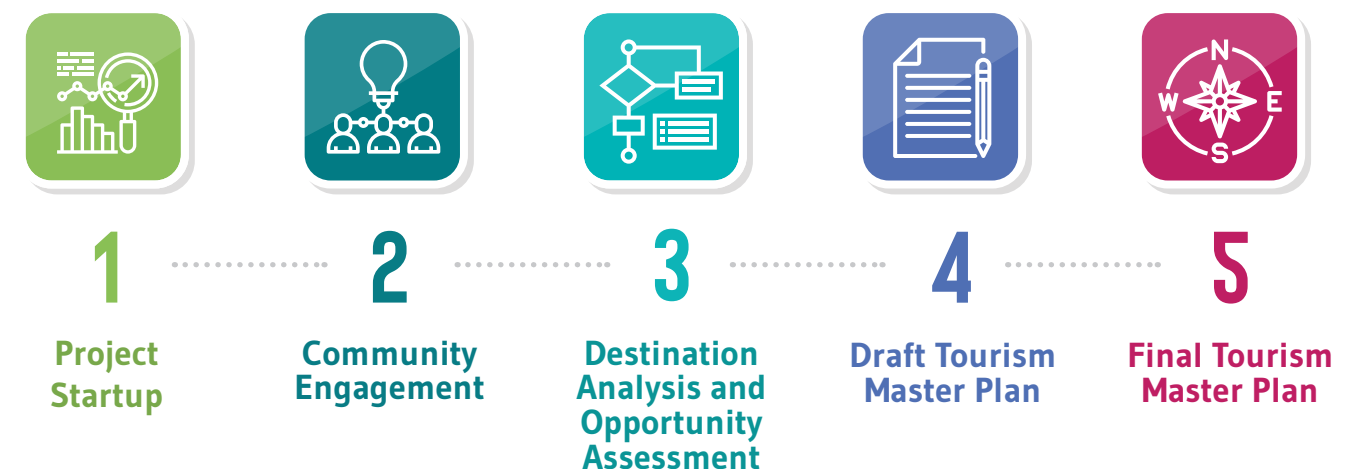 N
W E
S
1 2 3 4 5
Project
Startup
Community
Engagement
Destination
Analysis and
Opportunity
Assessment
Draft Tourism
Master Plan
Final Tourism
Master Plan